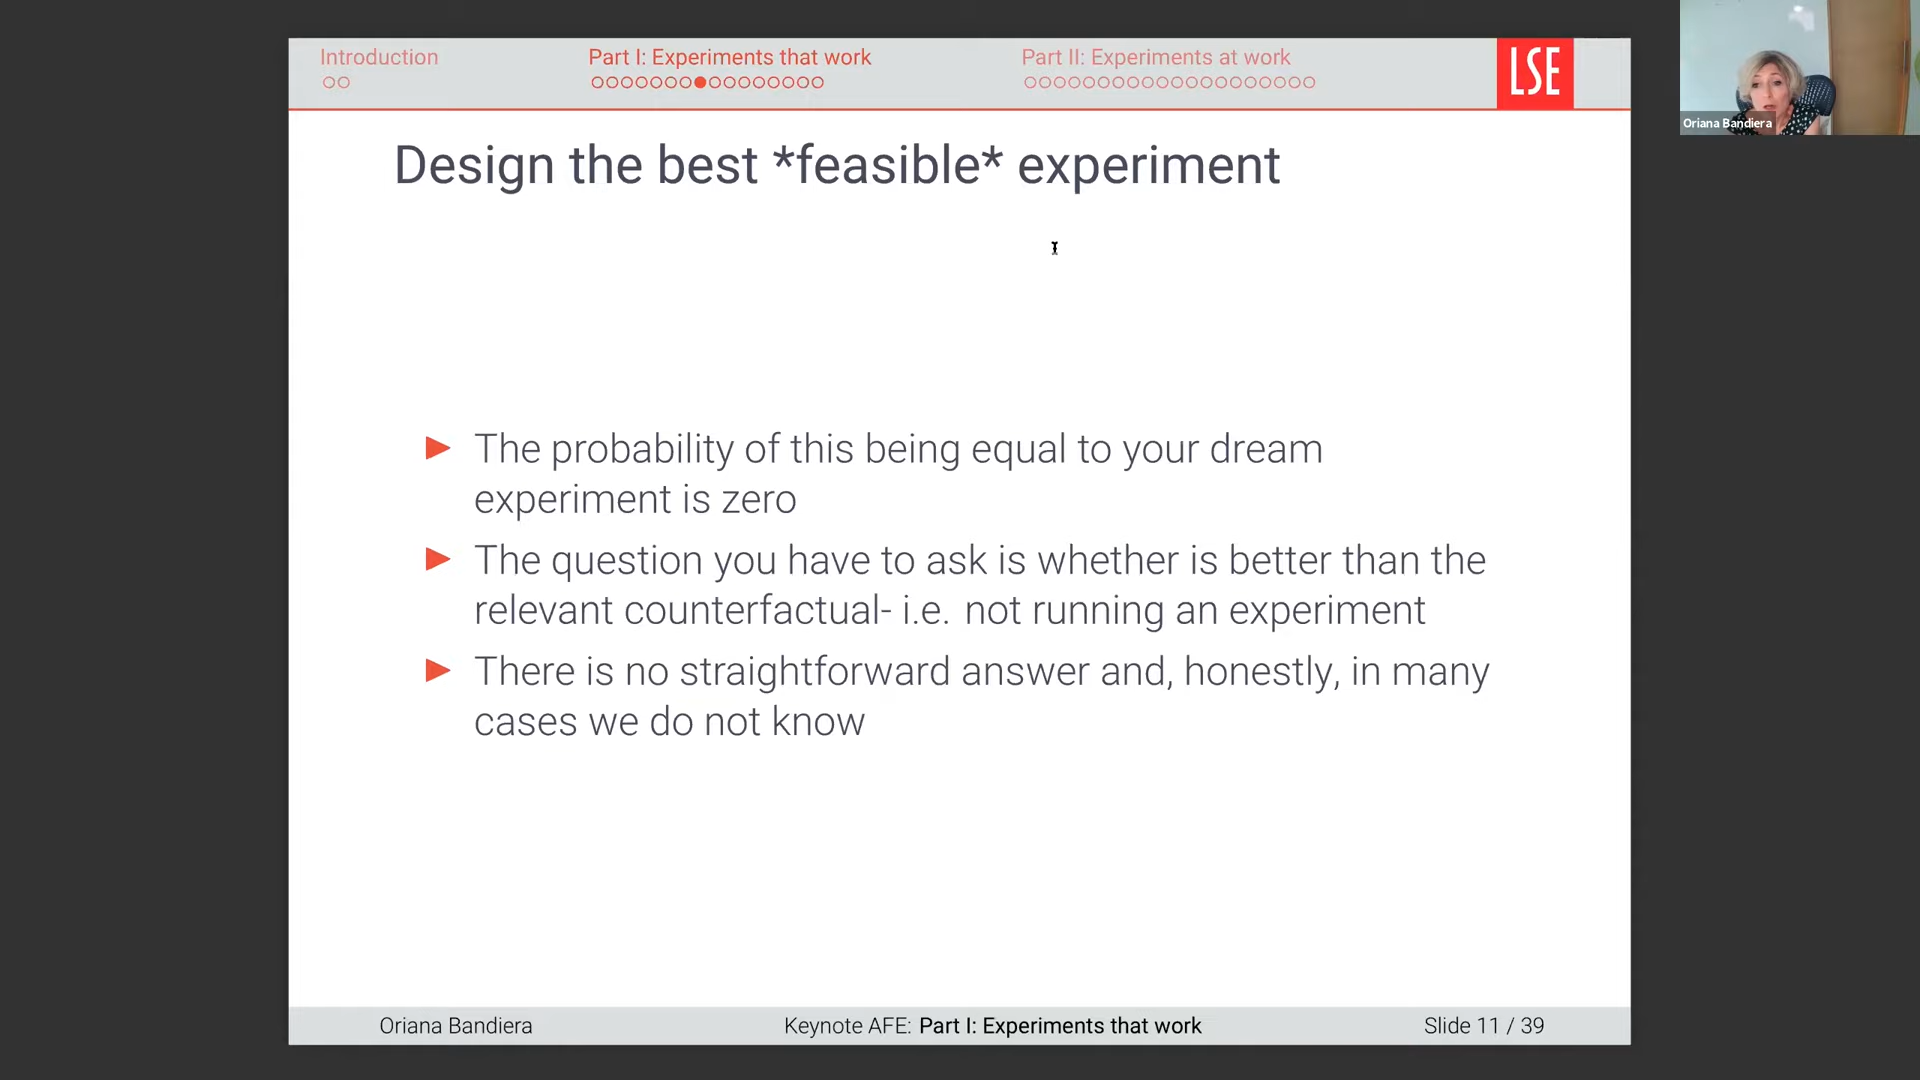 Introduction
Part I: Experiments that work
Part II: Experiments at work
LSE
Oriana Bandiera
Design the best *feasible* experiment
The probability of this being equal to your dream
experiment is zero
The question you have to ask is whether is better than the
relevant counterfactual- i.e. not running an experiment
There is no straightforward answer and, honestly, in many
cases we do not know
Oriana Bandiera
Keynote AFE: Part I: Experiments that work
Slide 11 / 39